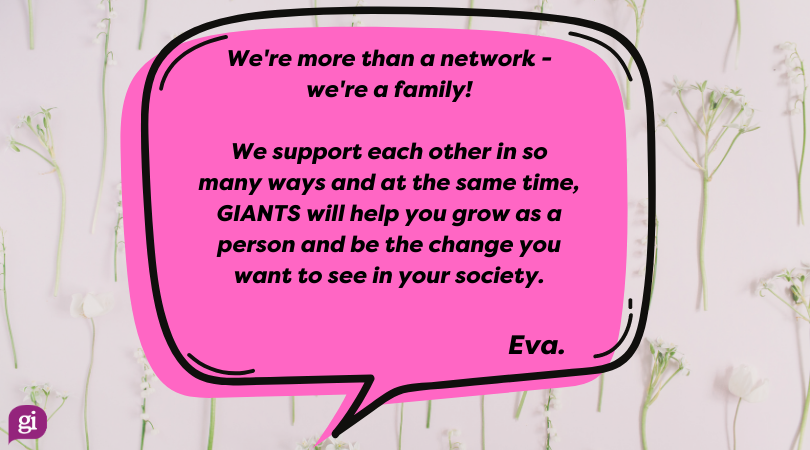 We're more than a network -
we're a family!
We support each other in so
many ways and at the same time,
GIANTS will help you grow as a
person and be the change you
want to see in your society.
Eva.
gi